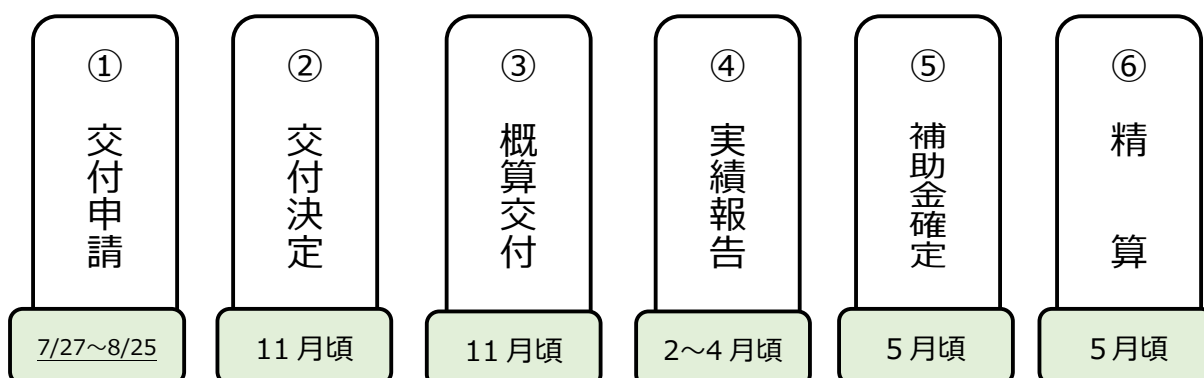 ①
交付申請
7/27～8/25
②
交付決定
11月頃
③
概算交付
11月頃
④
実績報告
2～4月頃
⑤
補助金確定
5月頃
⑥
精算
5月頃